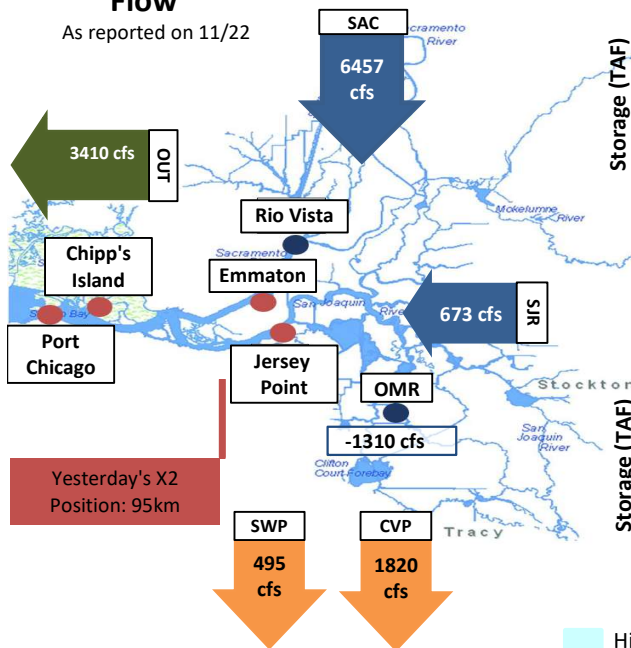 Flow
As reported on 11/22
SAC
Sacramento
River
6457
cfs
Storage (TAF)
3410 cfs
OUT
Mokelumne
River
Rio Vista
Chipp's
Island
Sacramento
Emmaton
San Joaquin
River
673 cfs
SJR
Port
Chicago
Jersey
Point
OMR
Stockton
-1310 cfs
San
Joaquin
River
Clifton
Court Forebay
Storage (TAF)
Yesterday's X2
Position: 95km
SWP
CVP
Tracy
495
cfs
1820
cfs
Hi